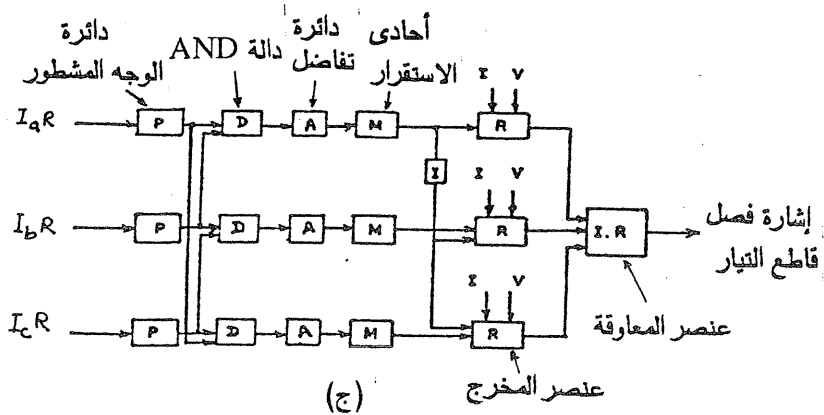 دائرة
الوجه المشطور
دالة AND
دائرة
تفاضل
أحادى
الاستقرار
I V
IaR P D A M R
I
I V
IbR P D A M R I.R
إشارة فصل
قاطع التيار
I V
IcR P D A M R
عنصر المعاوقة
عنصر المخرج
(ج)